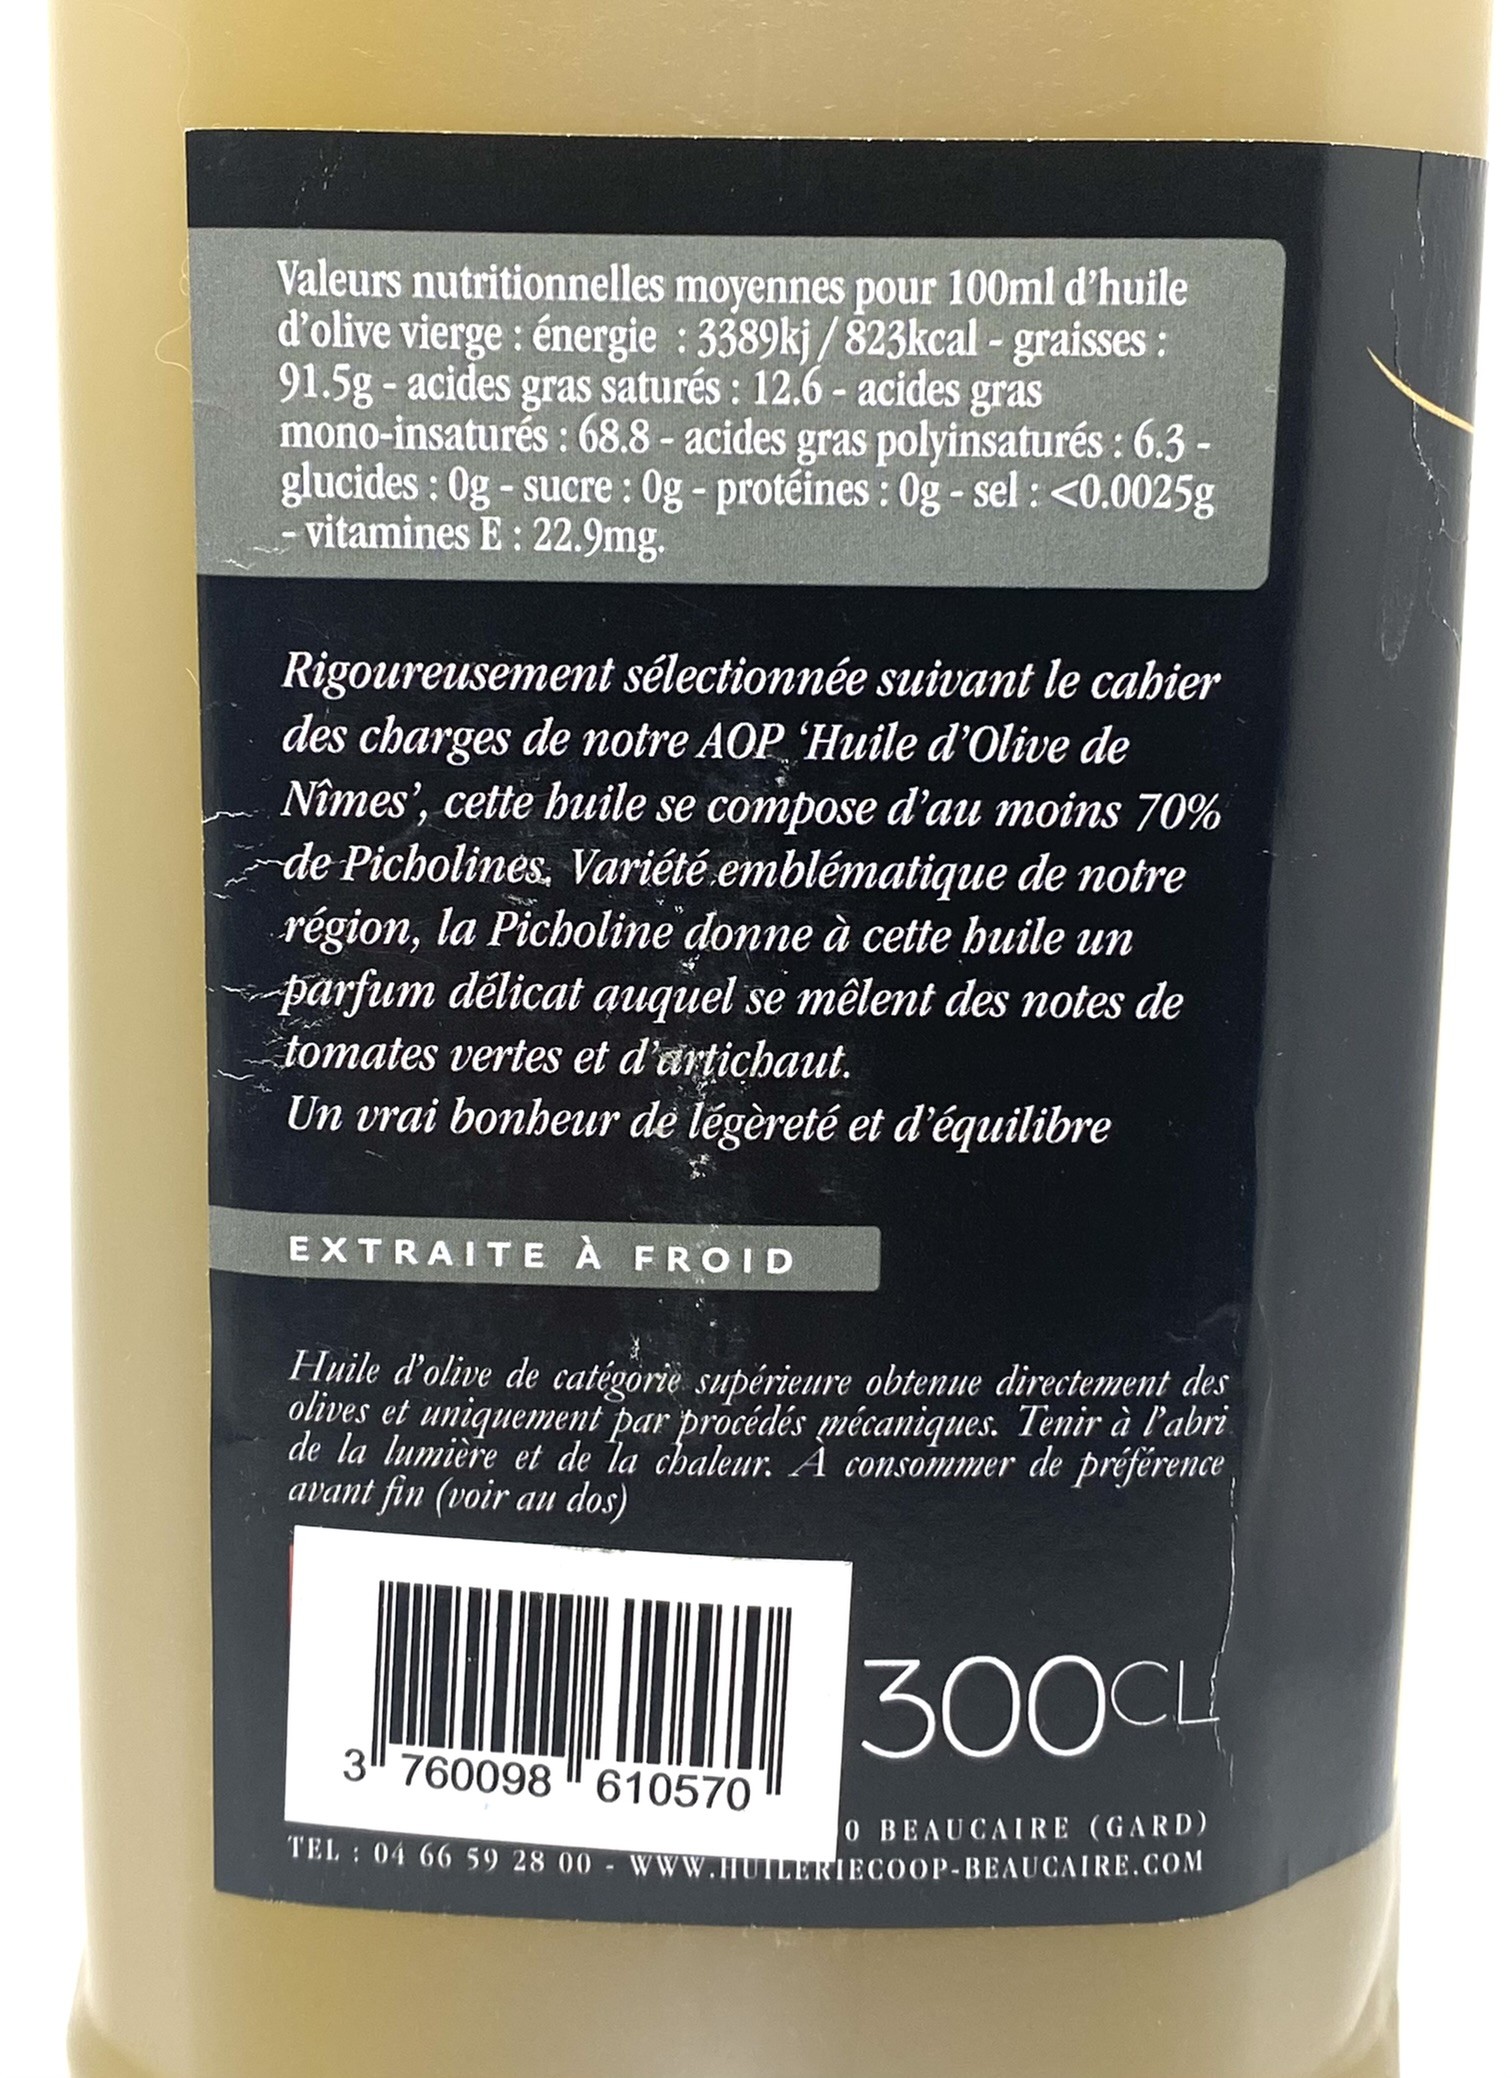 Valeurs nutritionnelles moyennes pour 100ml d'huile
d'olive vierge : énergie : 3389kj / 823kcal - graisses :
91.5g - acides gras saturés : 12.6 - acides gras
mono-insaturés : 68.8 - acides gras polyinsaturés : 6.3 -
glucides : 0g - sucre : 0g - protéines : 0g - sel : <0.0025g
- vitamines E : 22.9mg.
Rigoureusement sélectionnée suivant le cahier
des charges de notre AOP 'Huile d'Olive de
Nîmes', cette huile se compose d'au moins 70%
de Picholines. Variété emblématique de notre
région, la Picholine donne à cette huile un
parfum délicat auquel se mêlent des notes de
tomates vertes et d'artichaut.
Un vrai bonheur de légèreté et d'équilibre
EXTRAITE À FROID
Huile d'olive de catégorie supérieure obtenue directement des
olives et uniquement par procédés mécaniques. Tenir à l'abri
de la lumière et de la chaleur. À consommer de préférence
avant fin (voir au dos)
300CL
3 760098 610570
0 BEAUCAIRE (GARD)
TEL : 04 66 59 28 00 - WWW.HUILERIECOOP-BEAUCAIRE.COM